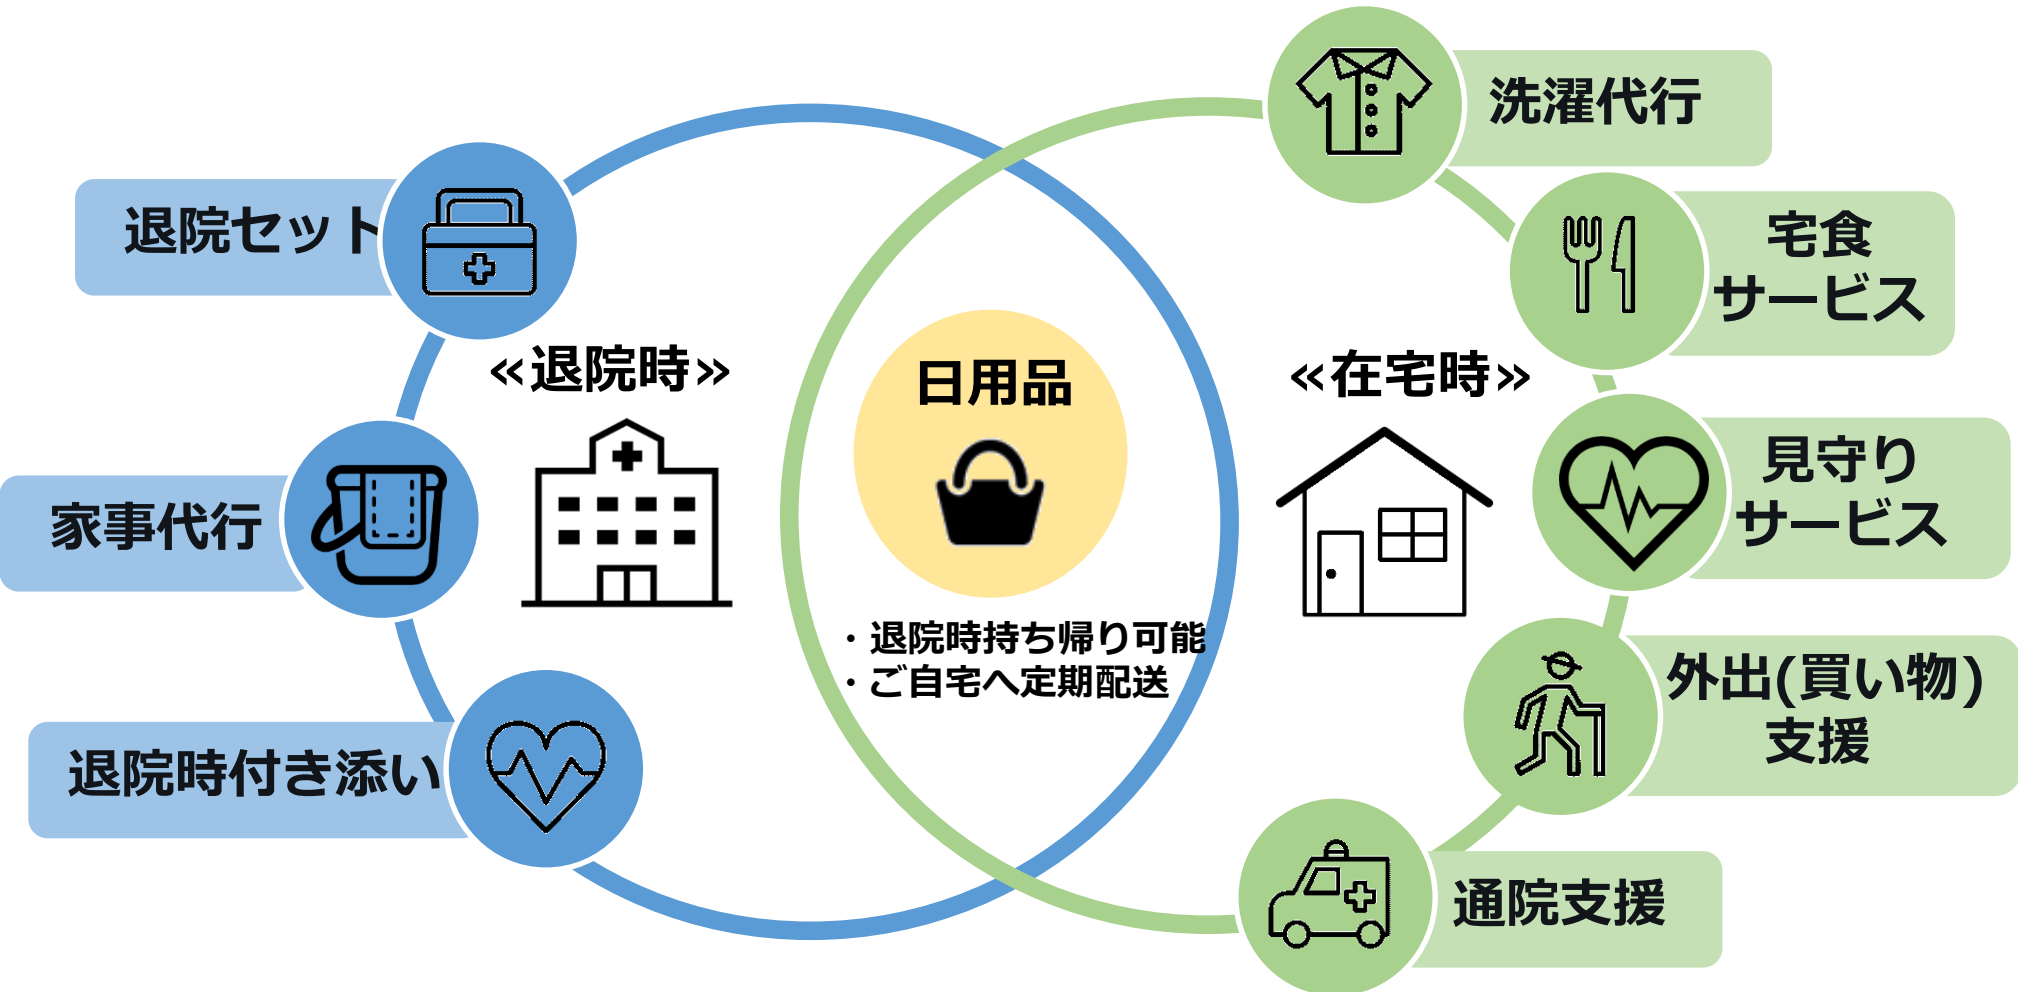 退院セット
家事代行
退院時付き添い
≪退院時≫
日用品
・退院時持ち帰り可能
・ご自宅へ定期配送
≪在宅時≫
洗濯代行
宅食
サービス
見守り
サービス
外出(買い物)
支援
通院支援